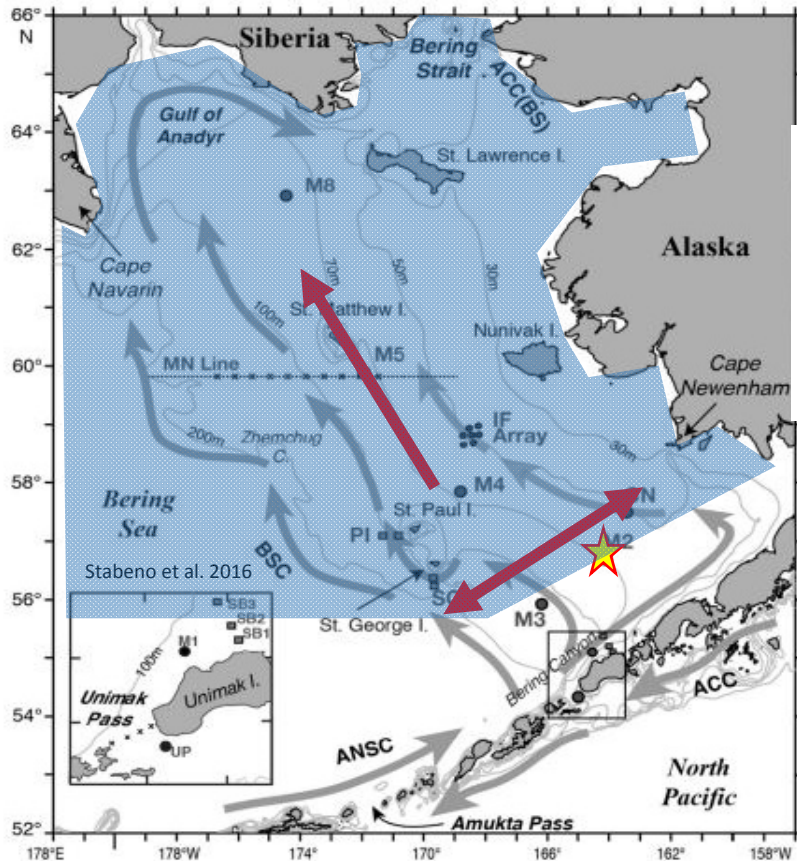 66°
N
Siberia
Bering
Strait
ACC(BS)
64°
Gulf of
Anadyr
St. Lawrence I.
M8
62°
Cape
Navarin
Alaska
70m
50m
30m
100m
St. Matthew I.
Nunivak I.
60°
MN Line
M5
Cape
Newenham
200m
Zhemchug
C.
IF
Array
30m
58°
M4
Bering
Sea
St. Paul I.
PI
M2
BSC
Stabeno et al. 2016
56°
St. George I.
M3
SB3
SB2
SB1
M1
100m
Unimak
Pass
Unimak I.
UP
Bering Canyon
ACC
54°
ANSC
North
Pacific
52°
Amukta Pass
178°E
178°W
174°
170°
166°
162°
158°